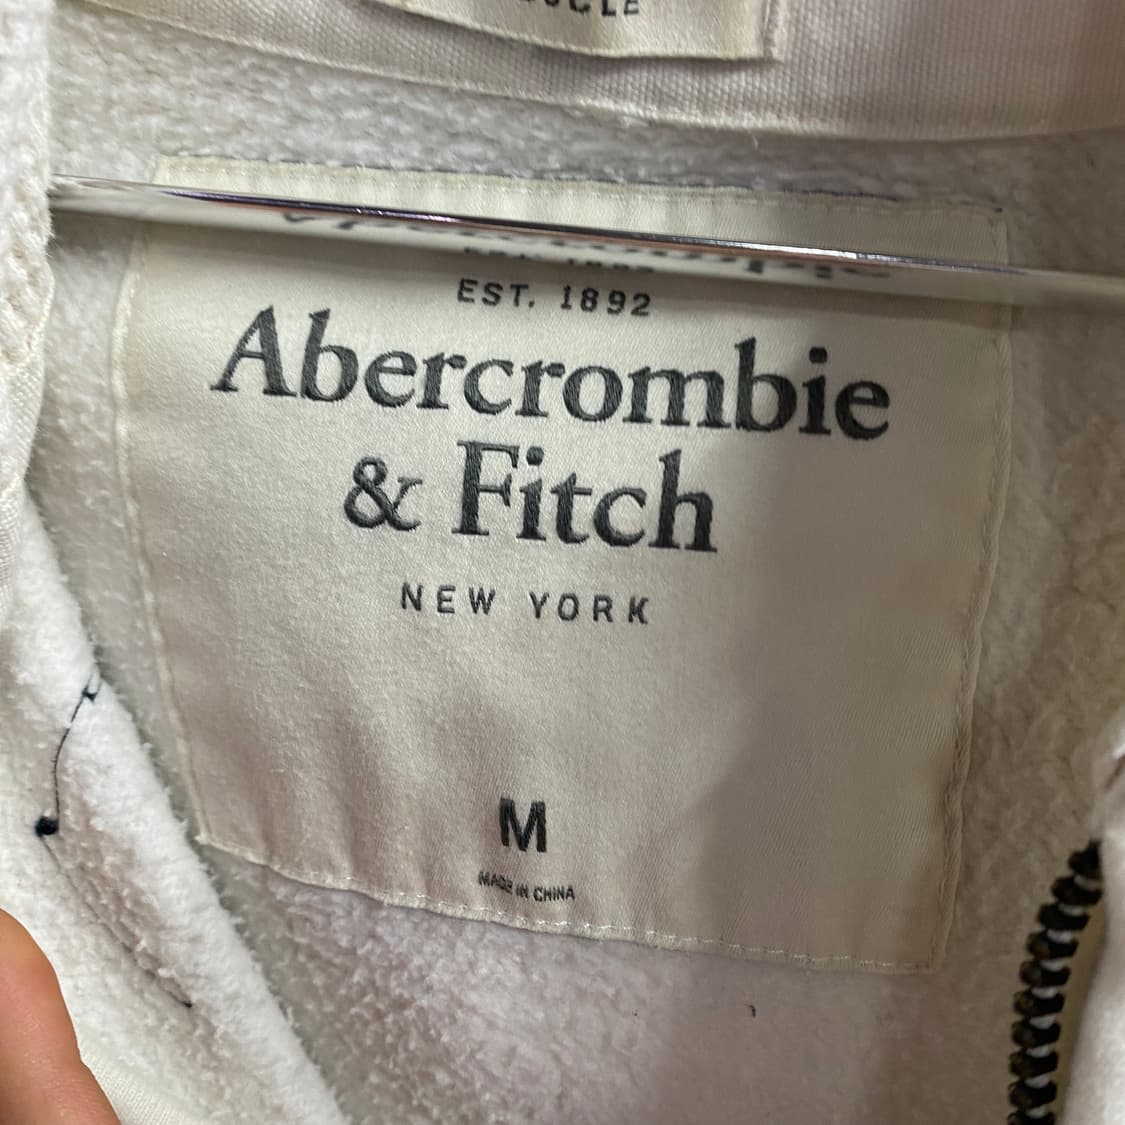 EST. 1892
Abercrombie
& Fitch
NEW YORK
M
MADE IN CHINA